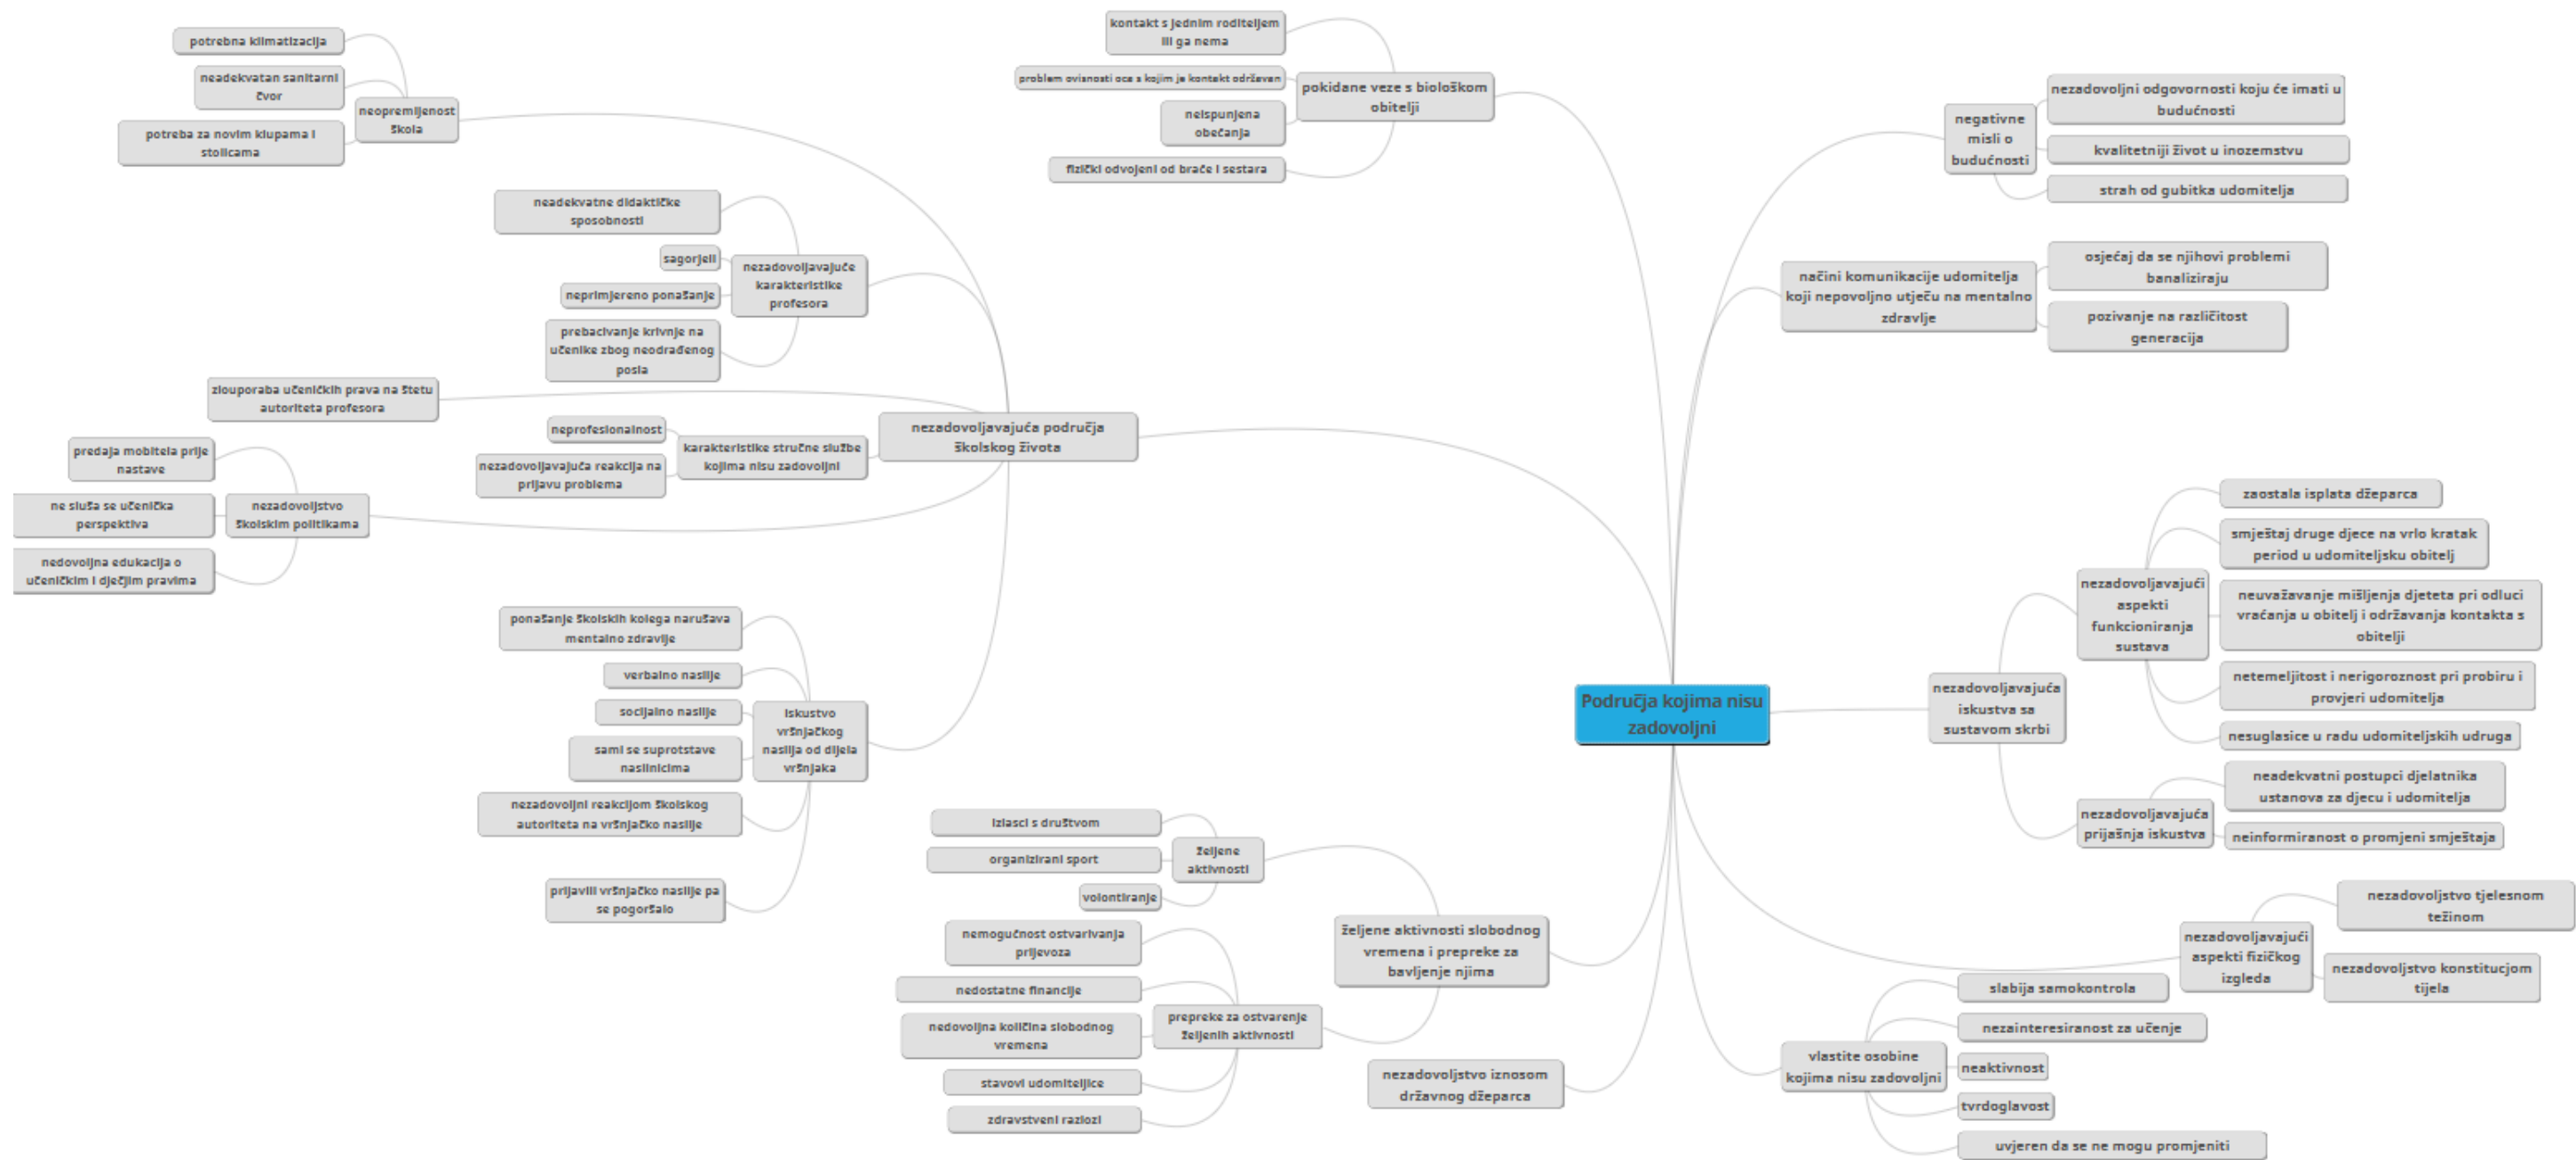 Područja kojima nisu
zadovoljni
pokidane veze s biološkom
obitelji
kontakt s jednim roditeljem
ili ga nema
problem ovisnosti oca s kojim je kontakt održavan
neispunjena
obećanja
fizički odvojeni od braće i sestara
nezadovoljavajuća područja
školskog života
neopremljenost
škola
potrebna klimatizacija
neadekvatan sanitarni
čvor
potreba za novim klupama i
stolicama
nezadovoljavajuće
karakteristike
profesora
neadekvatne didaktičke
sposobnosti
sagorjeli
neprimjereno ponašanje
prebacivanje krivnje na
učenike zbog neodrađenog
posla
zlouporaba učeničkih prava na štetu
autoriteta profesora
karakteristike stručne službe
kojima nisu zadovoljni
neprofesionalnost
nezadovoljavajuća reakcija na
prijavu problema
nezadovoljstvo
školskim politikama
predaja mobitela prije
nastave
ne sluša se učenička
perspektiva
nedovoljna edukacija o
učeničkim i dječjim pravima
iskustvo
vršnjačkog
nasilja od dijela
vršnjaka
ponašanje školskih kolega narušava
mentalno zdravlje
verbalno nasilje
socijalno nasilje
sami se suprotstave
nasilnicima
nezadovoljni reakcijom školskog
autoriteta na vršnjačko nasilje
prijavili vršnjačko nasilje pa
se pogoršalo
željene aktivnosti slobodnog
vremena i prepreke za
bavljenje njima
željene
aktivnosti
izlasci s društvom
organizirani sport
volontiranje
prepreke za ostvarenje
željenih aktivnosti
nemogućnost ostvarivanja
prijevoza
nedostatne financije
nedovoljna količina slobodnog
vremena
stavovi udomiteljice
zdravstveni razlozi
nezadovoljstvo iznosom
državnog džeparca
negativne
misli o
budućnosti
nezadovoljni odgovornosti koju će imati u
budućnosti
kvalitetniji život u inozemstvu
strah od gubitka udomitelja
načini komunikacije udomitelja
koji nepovoljno utječu na mentalno
zdravlje
osjećaj da se njihovi problemi
banaliziraju
pozivanje na različitost
generacija
nezadovoljavajuća
iskustva sa
sustavom skrbi
nezadovoljavajući
aspekti
funkcioniranja
sustava
zaostala isplata džeparca
smještaj druge djece na vrlo kratak
period u udomiteljsku obitelj
neuvažavanje mišljenja djeteta pri odluci
vraćanja u obitelj i održavanja kontakta s
obitelji
netemeljitost i nerigoroznost pri probiru i
provjeri udomitelja
nesuglasice u radu udomiteljskih udruga
nezadovoljavajuća
prijašnja iskustva
neadekvatni postupci djelatnika
ustanova za djecu i udomitelja
neinformiranost o promjeni smještaja
nezadovoljavajući
aspekti fizičkog
izgleda
nezadovoljstvo tjelesnom
težinom
nezadovoljstvo konstitucjom
tijela
vlastite osobine
kojima nisu zadovoljni
slabija samokontrola
nezainteresiranost za učenje
neaktivnost
tvrdoglavost
uvjeren da se ne mogu promjeniti